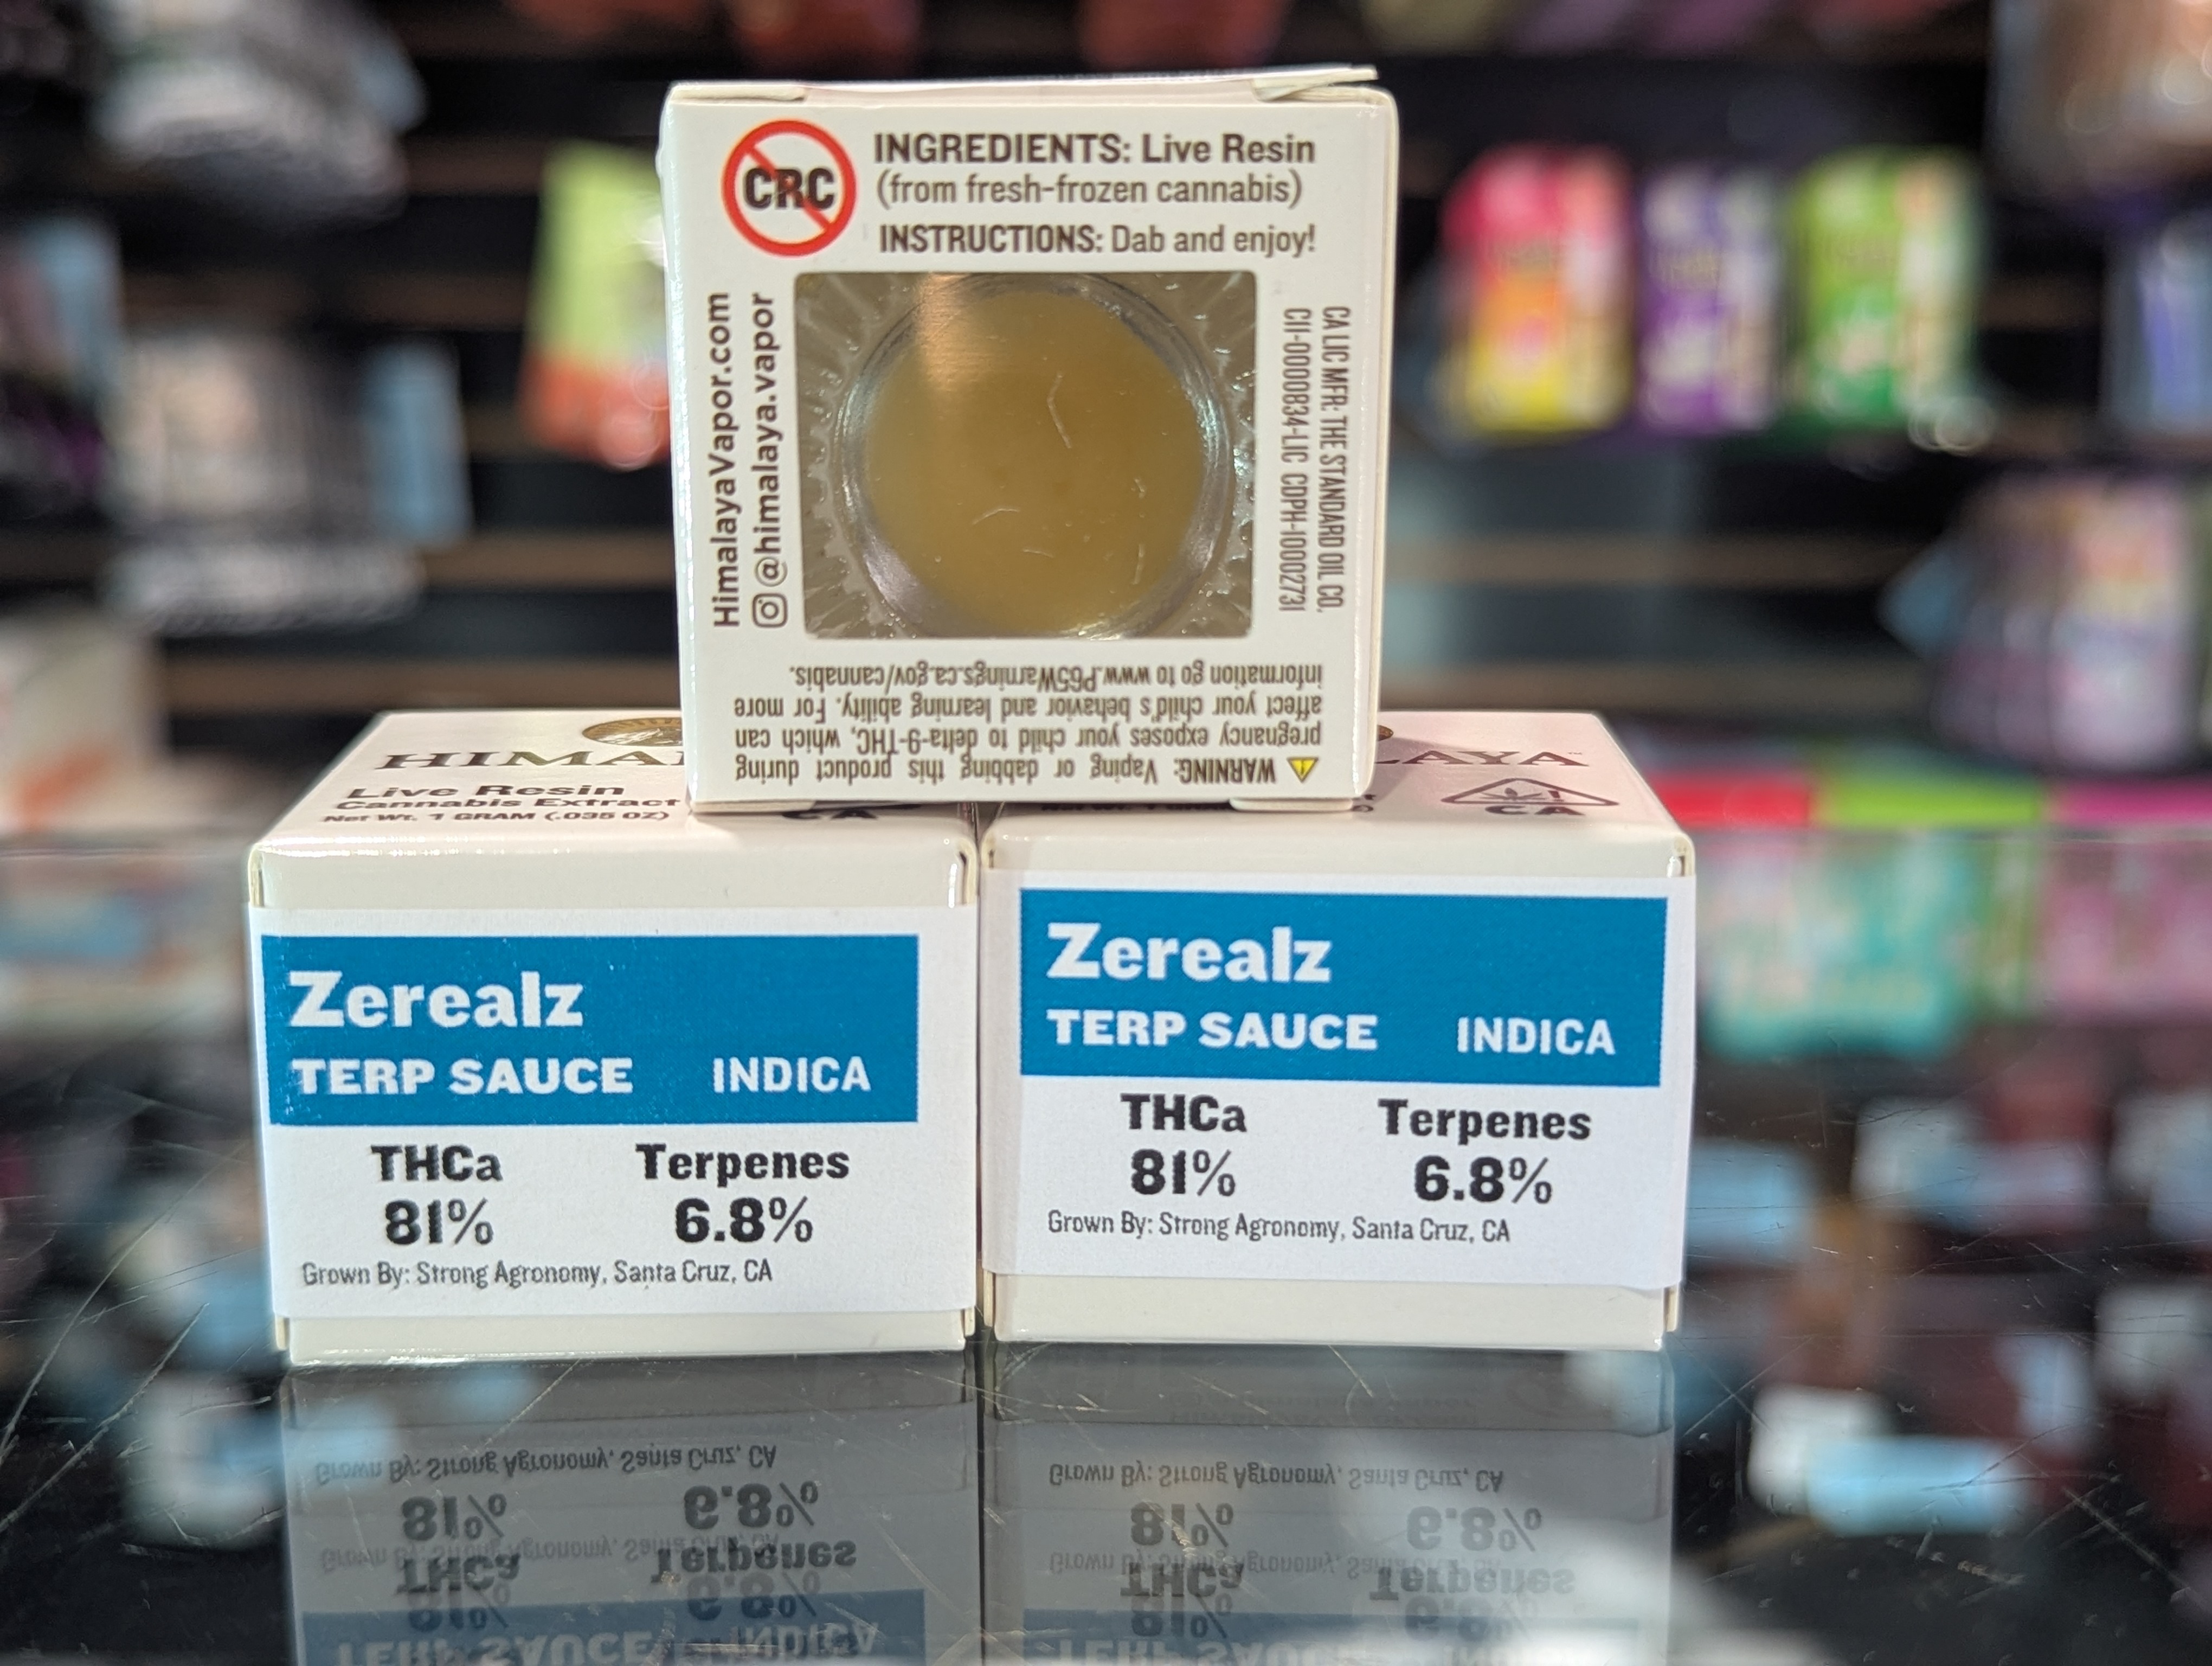 CRC
INGREDIENTS: Live Resin
(from fresh-frozen cannabis)
INSTRUCTIONS: Dab and enjoy!
HimalayaVapor.com
@himalaya.vapor
CA LIC MFR: THE STANDARD OIL CO.
C11-0000834-LIC CDPH-10002731
WARNING: Vaping or dabbing this product during
pregnancy exposes your child to delta-9-THC, which can
affect your child's behavior and learning ability. For more
information go to www.P65Warnings.ca.gov/cannabis.
HIMA
Live Resin
Cannabis Extract
Net Wt. 1 GRAM (.035 OZ)
CA
Zerealz
TERP SAUCE INDICA
THCa Terpenes
81% 6.8%
Grown By: Strong Agronomy, Santa Cruz, CA
LAYA
CA
Zerealz
TERP SAUCE INDICA
THCa Terpenes
81% 6.8%
Grown By: Strong Agronomy, Santa Cruz, CA